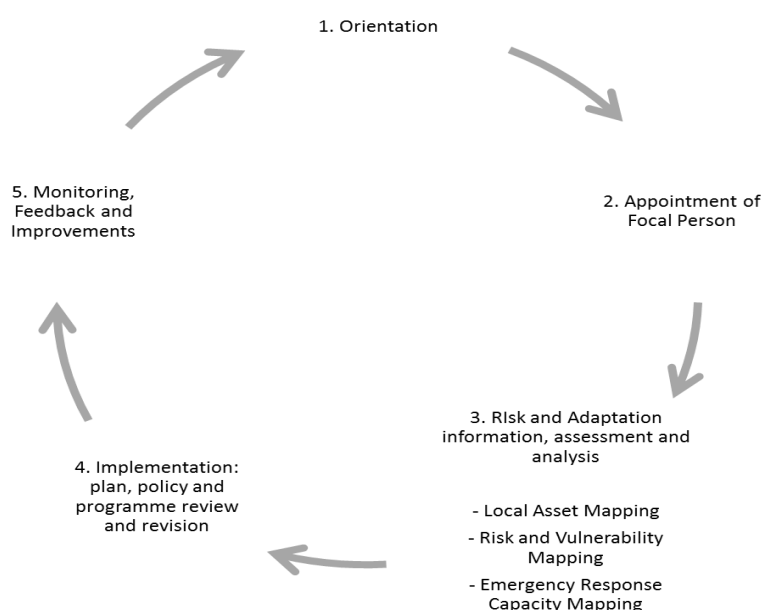 1. Orientation
2. Appointment of
Focal Person
3. RIsk and Adaptation
information, assessment and
analysis
- Local Asset Mapping
- Risk and Vulnerability
Mapping
- Emergency Response
Capacity Mapping
4. Implementation:
plan, policy and
programme review
and revision
5. Monitoring,
Feedback and
Improvements